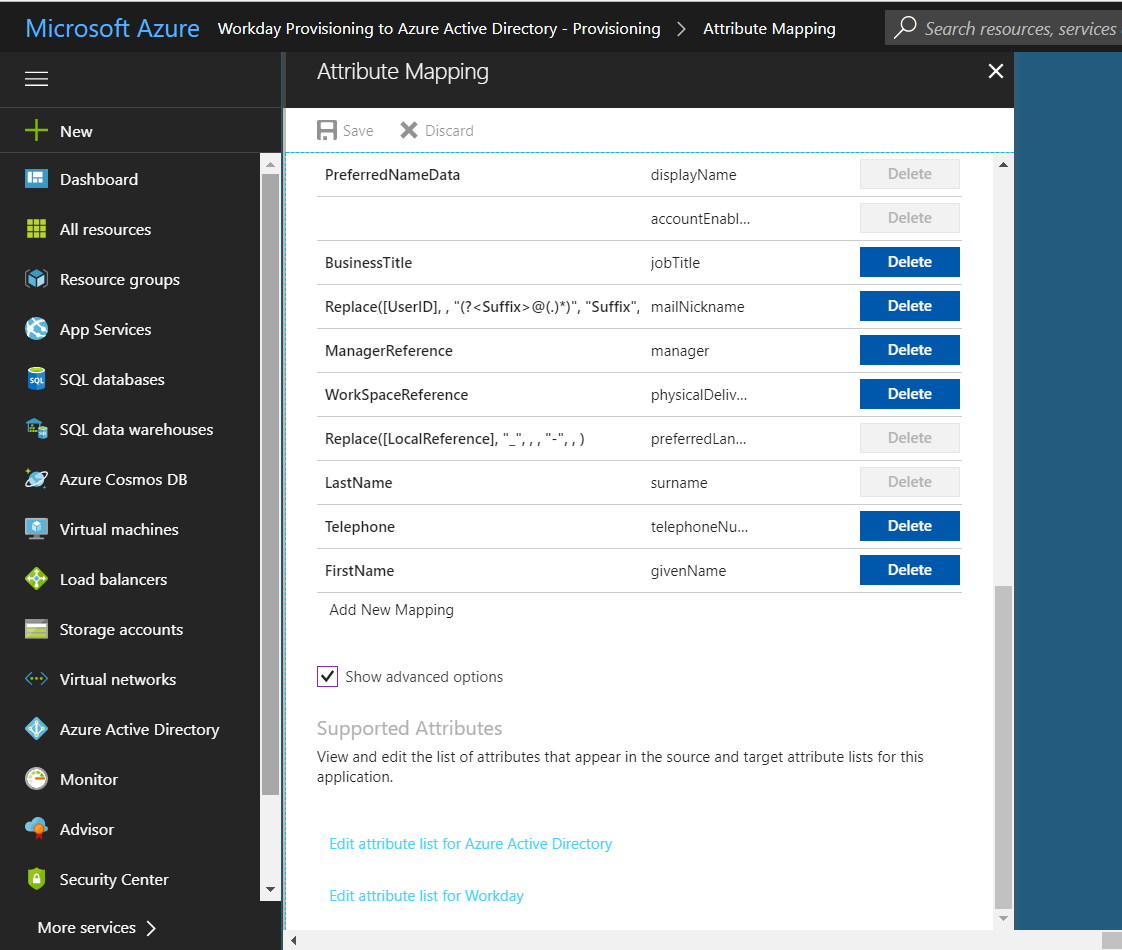 Microsoft Azure Workday Provisioning to Azure Active Directory - Provisioning > Attribute Mapping Search resources, services
Attribute Mapping
New
Dashboard
All resources
Resource groups
App Services
SQL databases
SQL data warehouses
Azure Cosmos DB
Virtual machines
Load balancers
Storage accounts
Virtual networks
Azure Active Directory
Monitor
Advisor
Security Center
More services >
Save Discard
PreferredNameData displayName Delete
accountEnabl... Delete
BusinessTitle jobTitle Delete
Replace([UserID], , "(?<Suffix>@(.)*)", "Suffix", mailNickname Delete
ManagerReference manager Delete
WorkSpaceReference physicalDeliv... Delete
Replace([LocalReference], "_", , , "-", , ) preferredLan... Delete
LastName surname Delete
Telephone telephoneNu... Delete
FirstName givenName Delete
Add New Mapping
Show advanced options
Supported Attributes
View and edit the list of attributes that appear in the source and target attribute lists for this
application.
Edit attribute list for Azure Active Directory
Edit attribute list for Workday